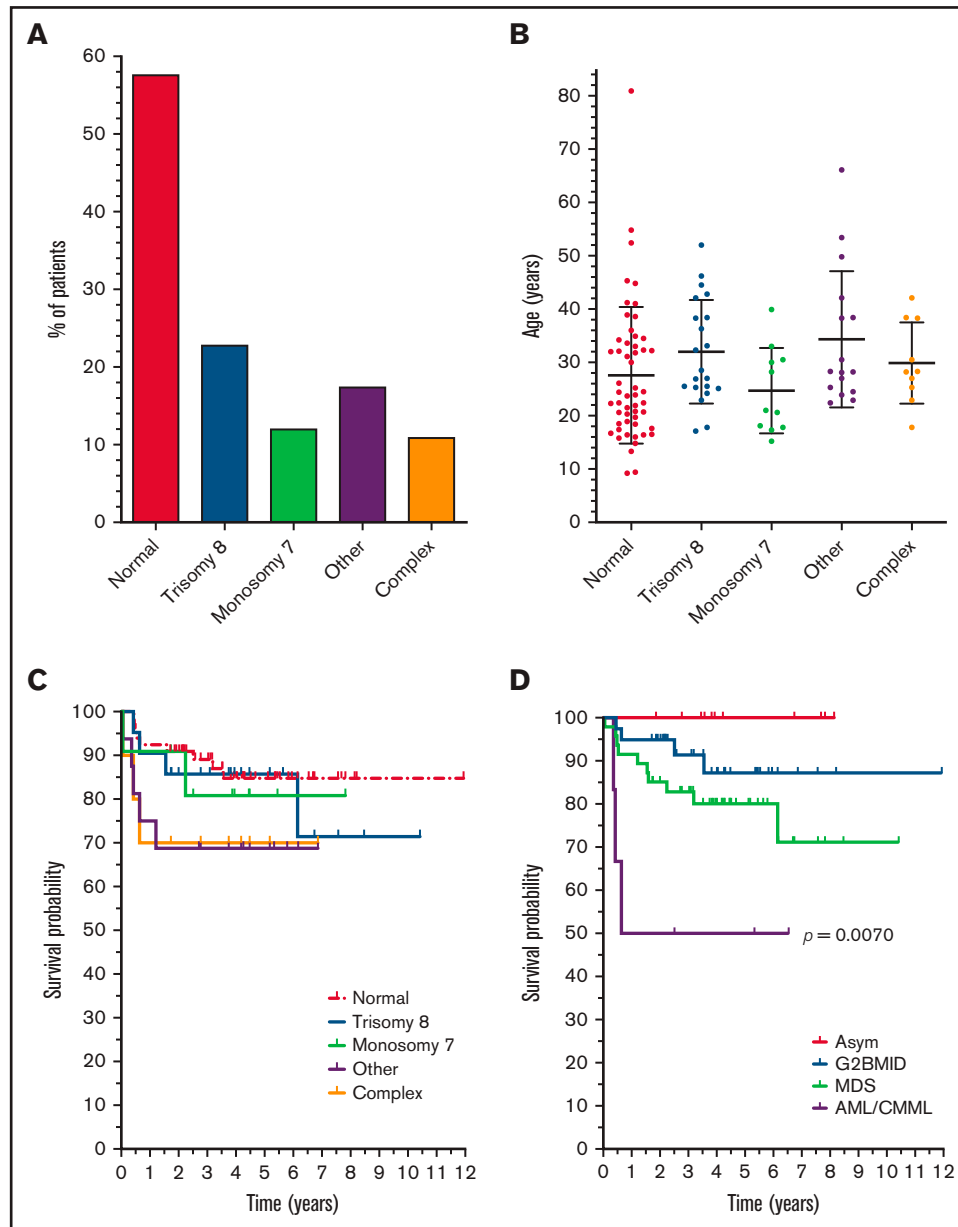 A
60
50
40
30
20
10
0
% of patients
Normal
Trisomy 8
Monosomy 7
Other
Complex
B
80
70
60
50
40
30
20
10
0
Age (years)
Normal
Trisomy 8
Monosomy 7
Other
Complex
C
100
90
80
70
60
50
40
30
20
10
0
Survival probability
Normal
Trisomy 8
Monosomy 7
Other
Complex
0 1 2 3 4 5 6 7 8 9 10 11 12
Time (years)
D
100
90
80
70
60
50
40
30
20
10
0
Survival probability
p = 0.0070
Asym
G2BMID
MDS
AML/CMML
0 1 2 3 4 5 6 7 8 9 10 11 12
Time (years)